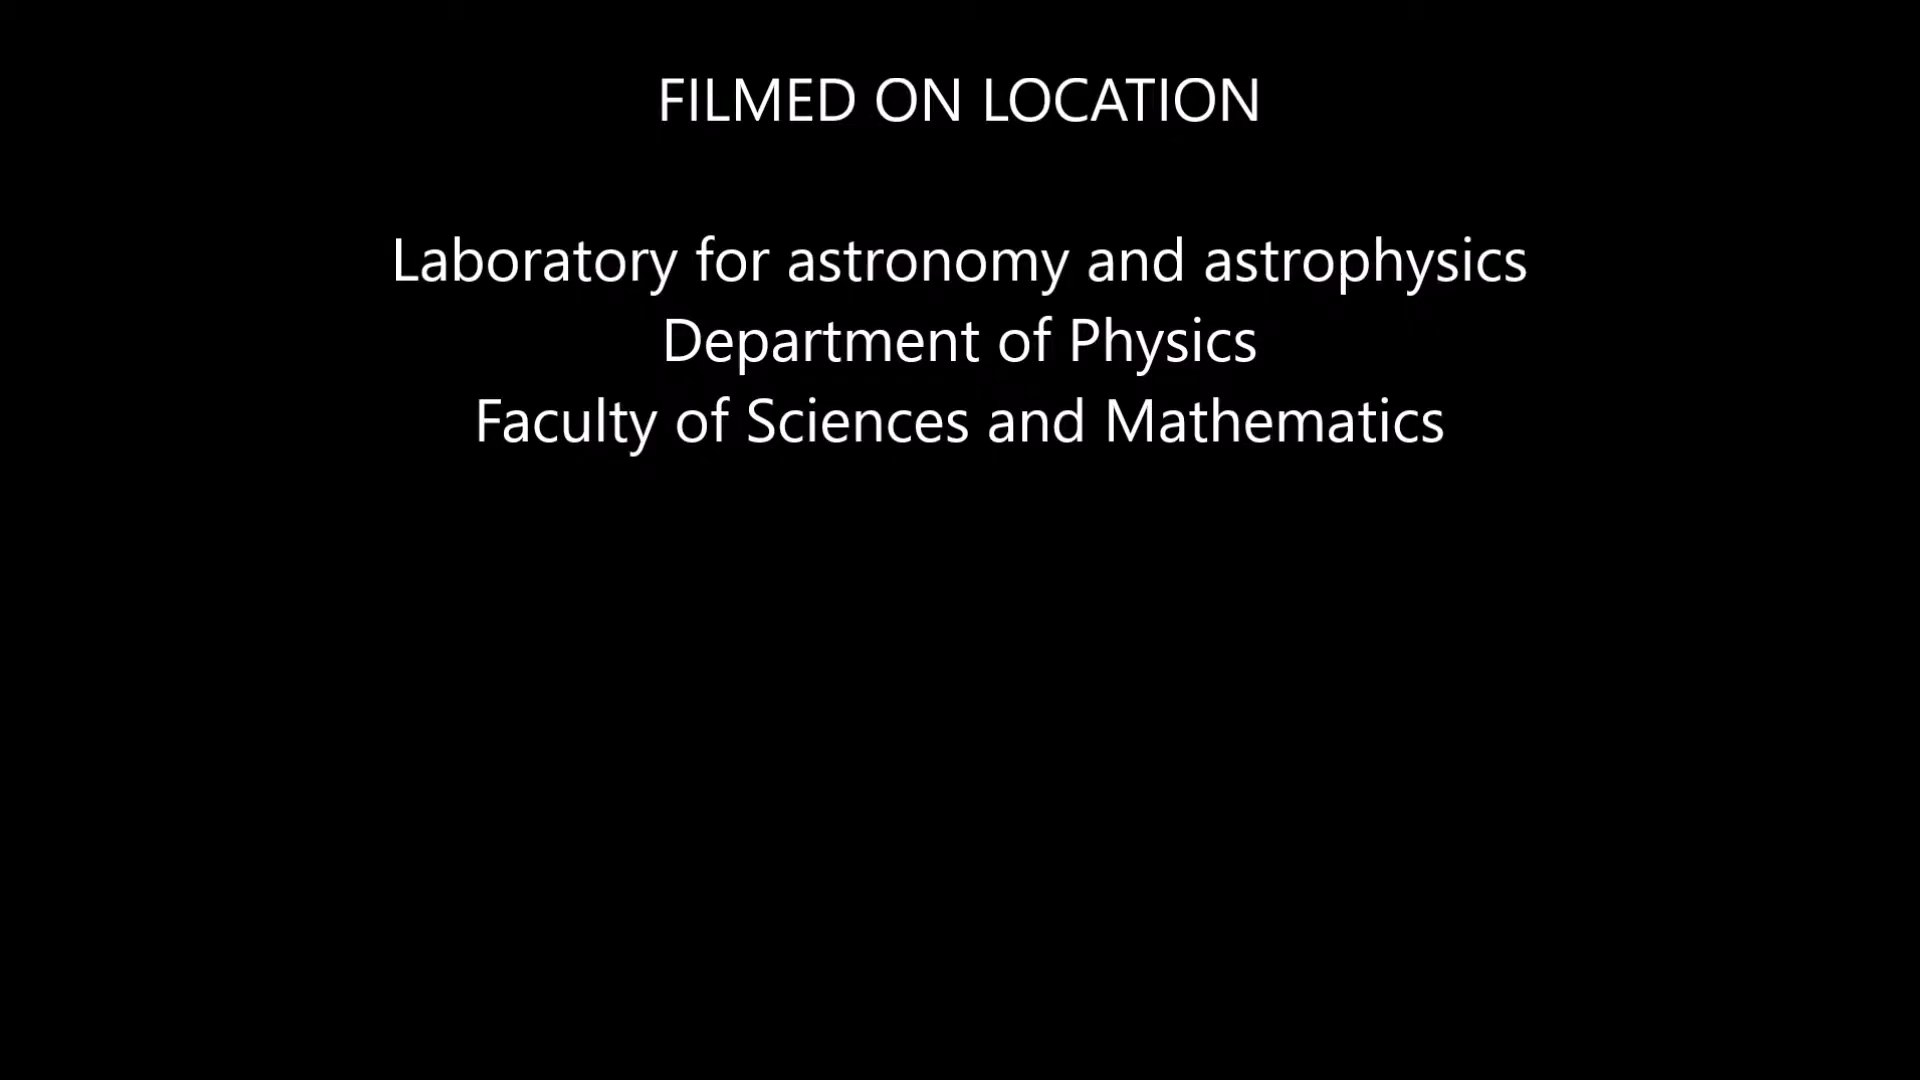 FILMED ON LOCATION
Laboratory for astronomy and astrophysics
Department of Physics
Faculty of Sciences and Mathematics